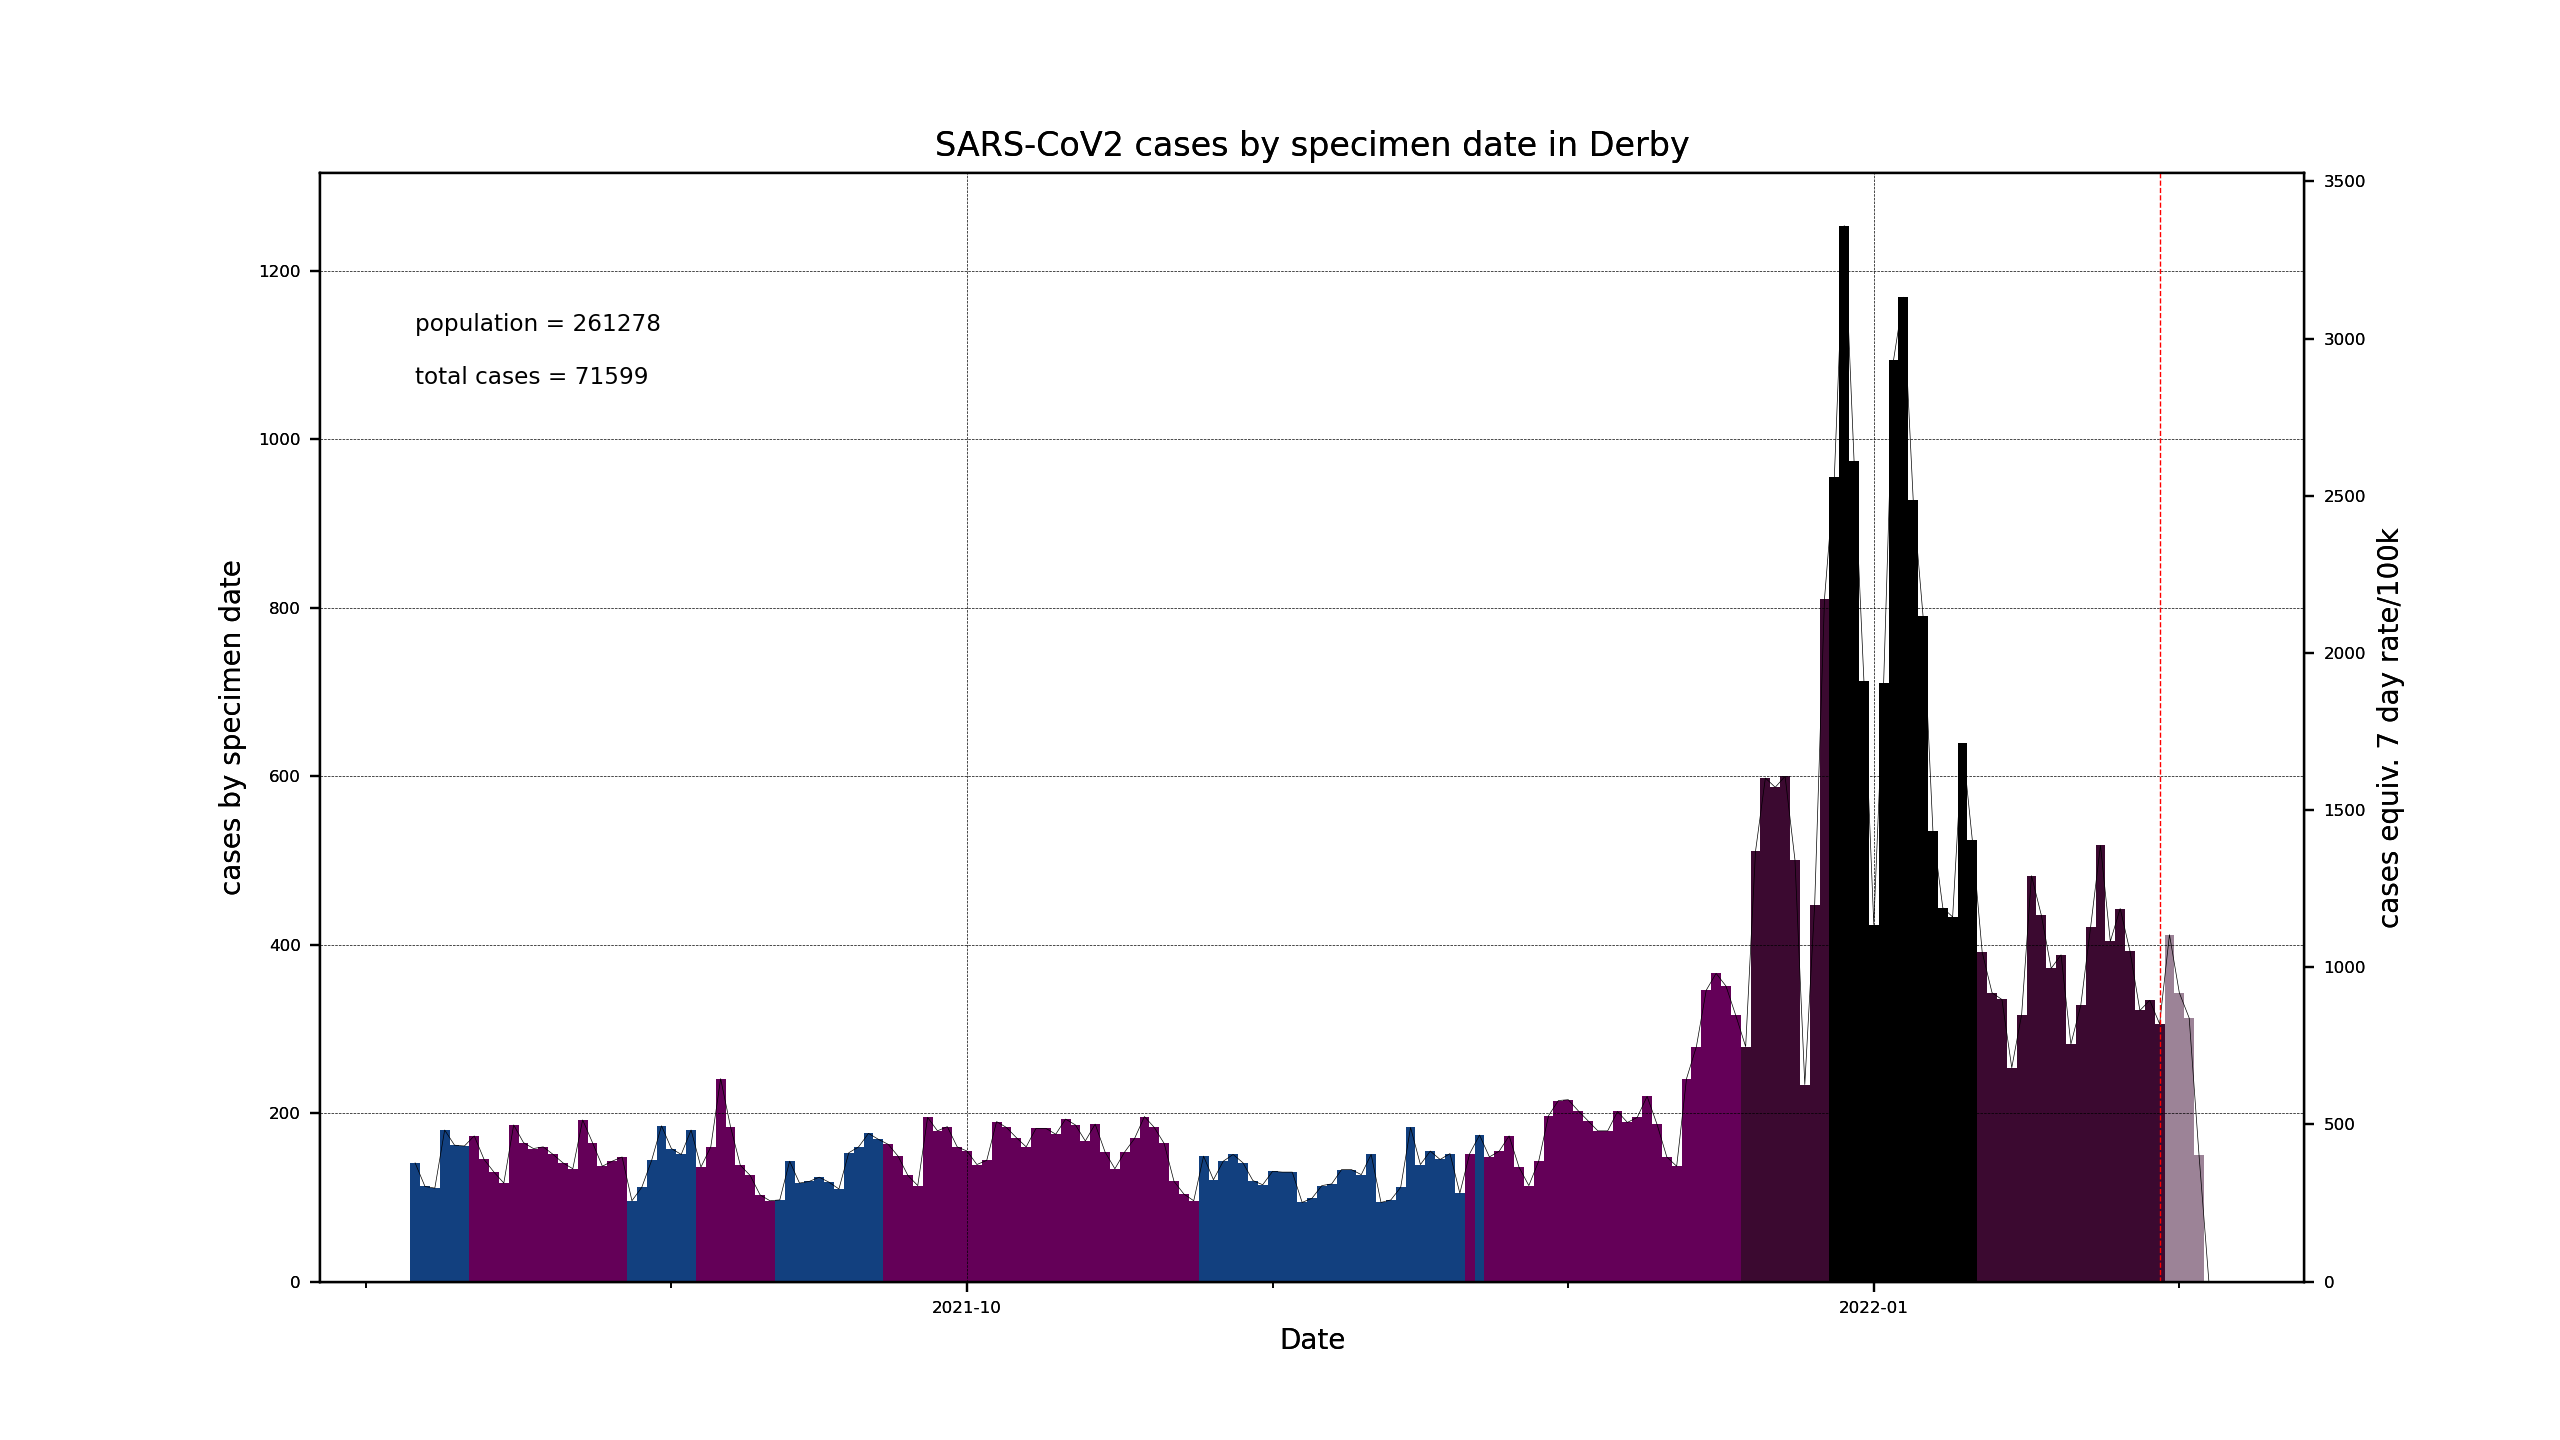 SARS-CoV2 cases by specimen date in Derby
population = 261278
total cases = 71599
cases by specimen date
1200
1000
800
600
400
200
0
3500
3000
2500
2000
1500
1000
500
0
cases equiv. 7 day rate/100k
2021-10
2022-01
Date